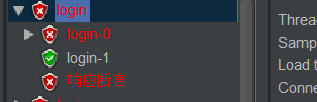 login
login-0
login-1
响应断言
Threa
Samp
Load t
Conne